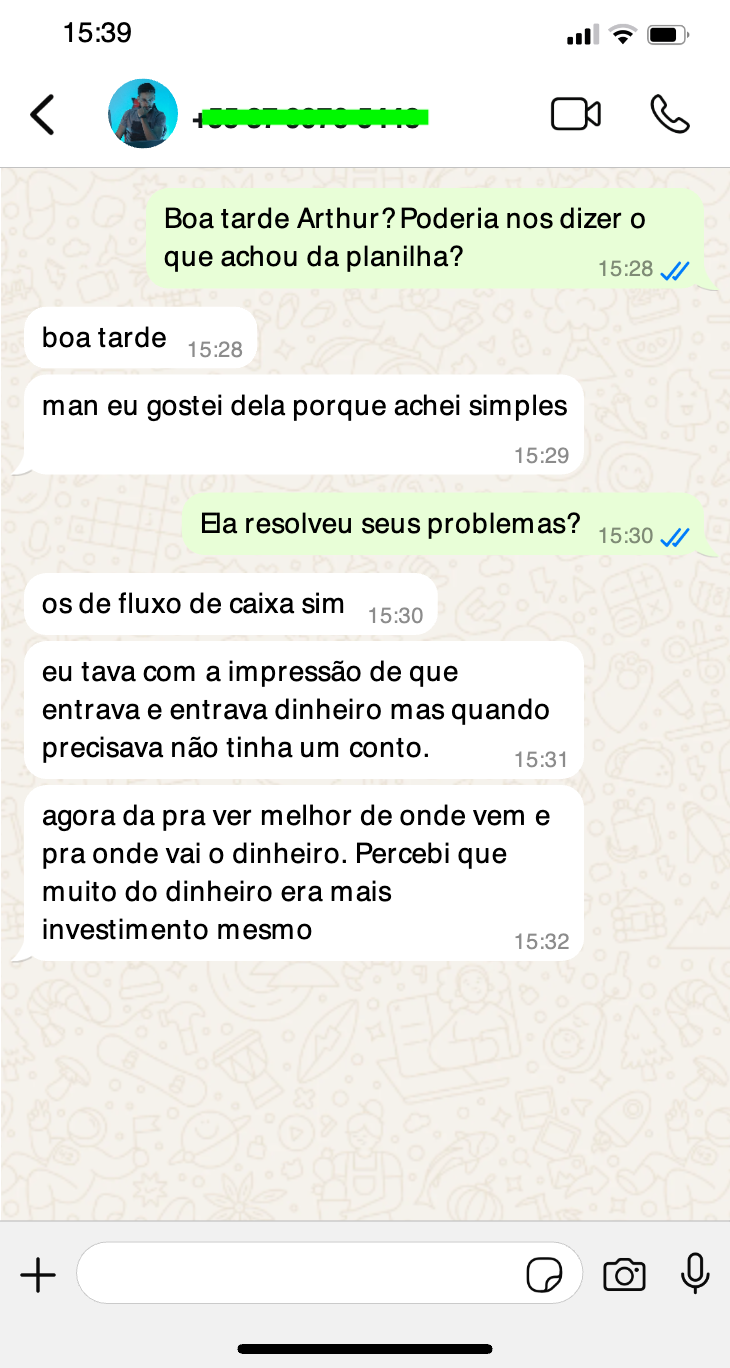 15:39
Boa tarde Arthur? Poderia nos dizer o
que achou da planilha?
15:28
boa tarde
15:28
man eu gostei dela porque achei simples
15:29
Ela resolveu seus problemas?
15:30
os de fluxo de caixa sim
15:30
eu tava com a impressão de que
entrava e entrava dinheiro mas quando
precisava não tinha um conto.
15:31
agora da pra ver melhor de onde vem e
pra onde vai o dinheiro. Percebi que
muito do dinheiro era mais
investimento mesmo
15:32